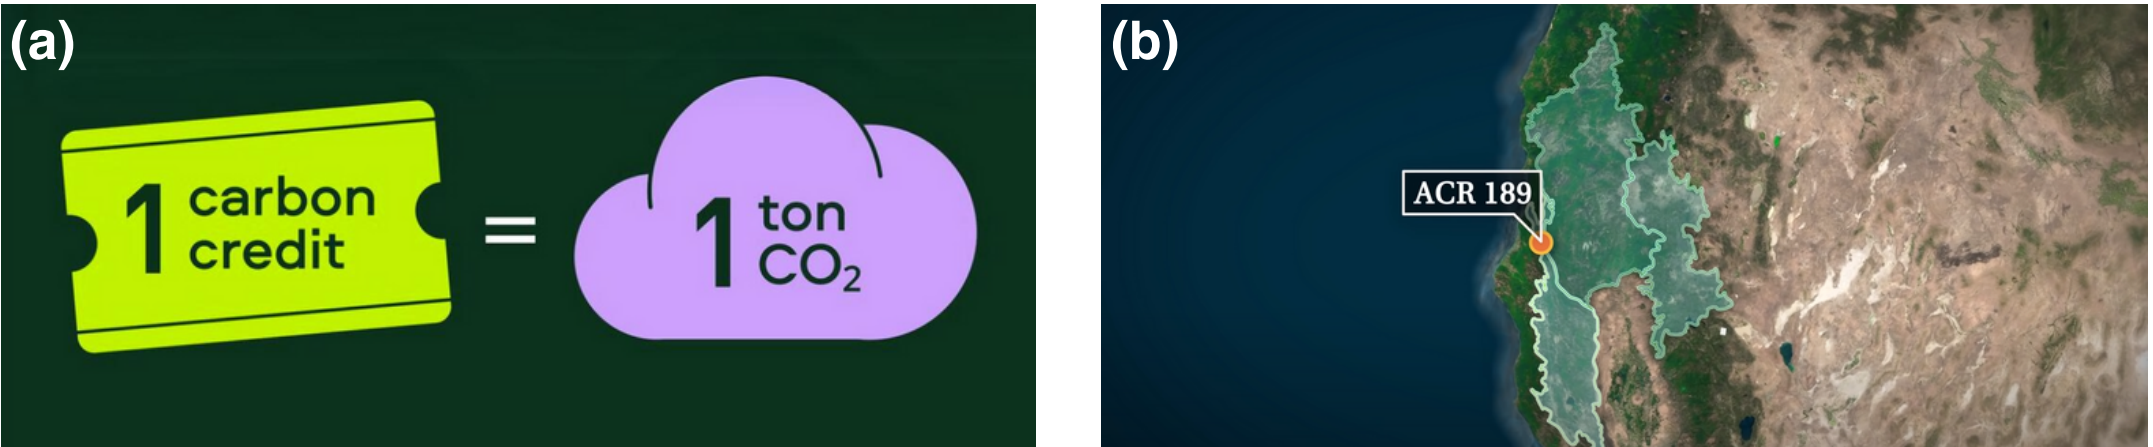 (a)
1 carbon
credit
=
1 ton
CO₂
(b)
ACR 189